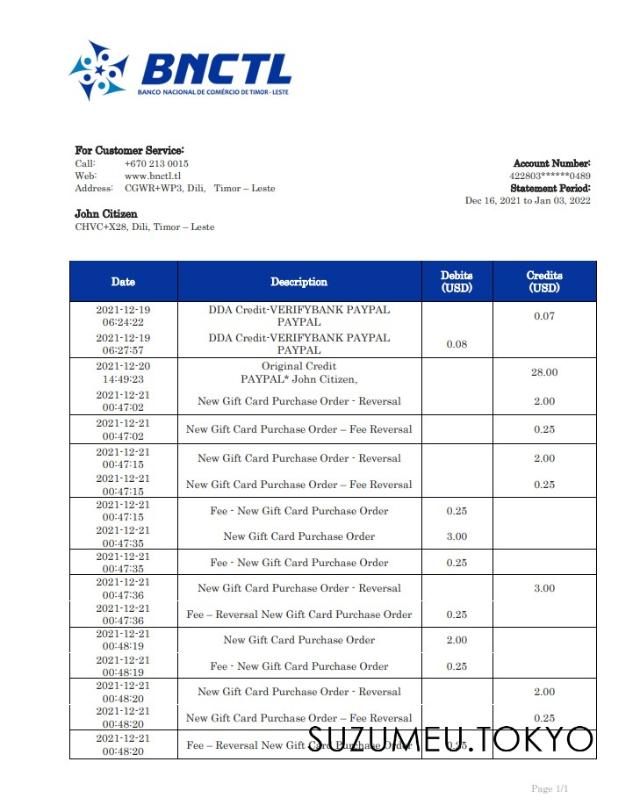 BNCTL
BANCO NACIONAL DE COMÉRCIO DE TIMOR - LESTE
For Customer Service:
Call: +670 213 0015
Web: www.bnctl.tl
Address: CGWR+WP3, Dili, Timor – Leste
Account Number:
422803******0489
Statement Period:
Dec 16, 2021 to Jan 03, 2022
John Citizen
CHVC+X28, Dili, Timor – Leste
Date Description Debits (USD) Credits (USD)
2021-12-19 06:24:22 DDA Credit-VERIFYBANK PAYPAL PAYPAL 0.07
2021-12-19 06:27:57 DDA Credit-VERIFYBANK PAYPAL PAYPAL 0.08
2021-12-20 14:49:23 Original Credit PAYPAL* John Citizen, 28.00
2021-12-21 00:47:02 New Gift Card Purchase Order - Reversal 2.00
2021-12-21 00:47:02 New Gift Card Purchase Order – Fee Reversal 0.25
2021-12-21 00:47:15 New Gift Card Purchase Order - Reversal 2.00
2021-12-21 00:47:15 New Gift Card Purchase Order – Fee Reversal 0.25
2021-12-21 00:47:15 Fee - New Gift Card Purchase Order 0.25
2021-12-21 00:47:35 New Gift Card Purchase Order 3.00
2021-12-21 00:47:35 Fee - New Gift Card Purchase Order 0.25
2021-12-21 00:47:36 New Gift Card Purchase Order - Reversal 3.00
2021-12-21 00:47:36 Fee – Reversal New Gift Card Purchase Order 0.25
2021-12-21 00:48:19 New Gift Card Purchase Order 2.00
2021-12-21 00:48:19 Fee - New Gift Card Purchase Order 0.25
2021-12-21 00:48:20 New Gift Card Purchase Order - Reversal 2.00
2021-12-21 00:48:20 New Gift Card Purchase Order – Fee Reversal 0.25
2021-12-21 00:48:20 Fee – Reversal New Gift Card Purchase Order 0.25
SUZUMEU.TOKYO
Page 1/1